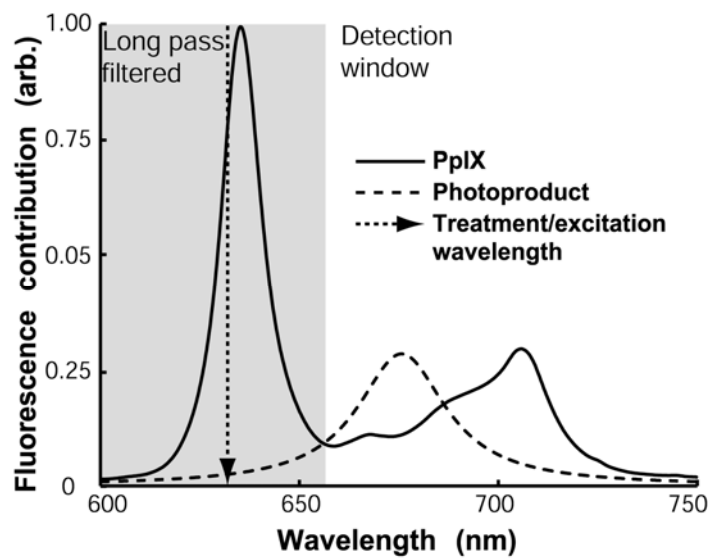 1.00
Long pass
filtered
Detection
window
0.75
PpIX
Photoproduct
Treatment/excitation
wavelength
0.05
0.25
0
600
650
700
750
Fluorescence contribution (arb.)
Wavelength (nm)